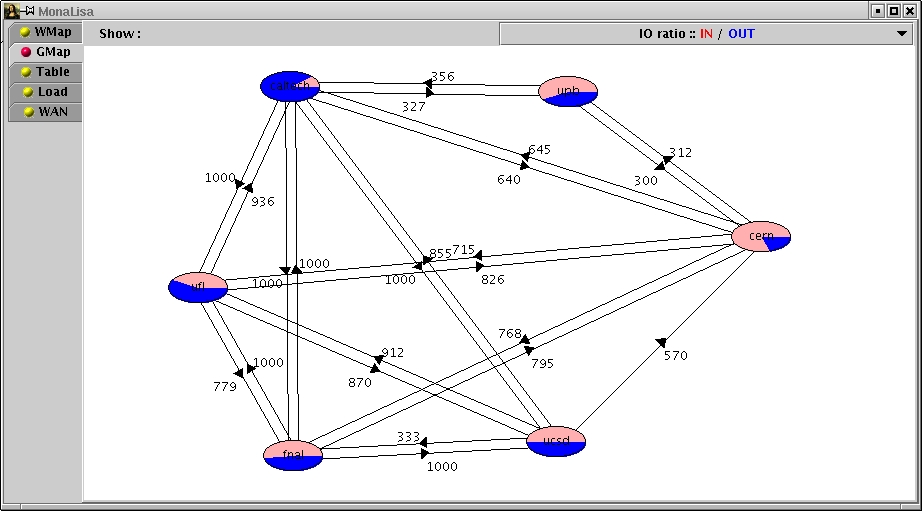 MonaLisa
WMap
GMap
Table
Load
WAN
Show :
IO ratio :: IN / OUT
caltech
upb
cern
ufl
fnal
ucsd
356
327
645
640
312
300
1000
936
1000
1000
855
715
1000
826
768
795
570
912
870
1000
779
333
1000